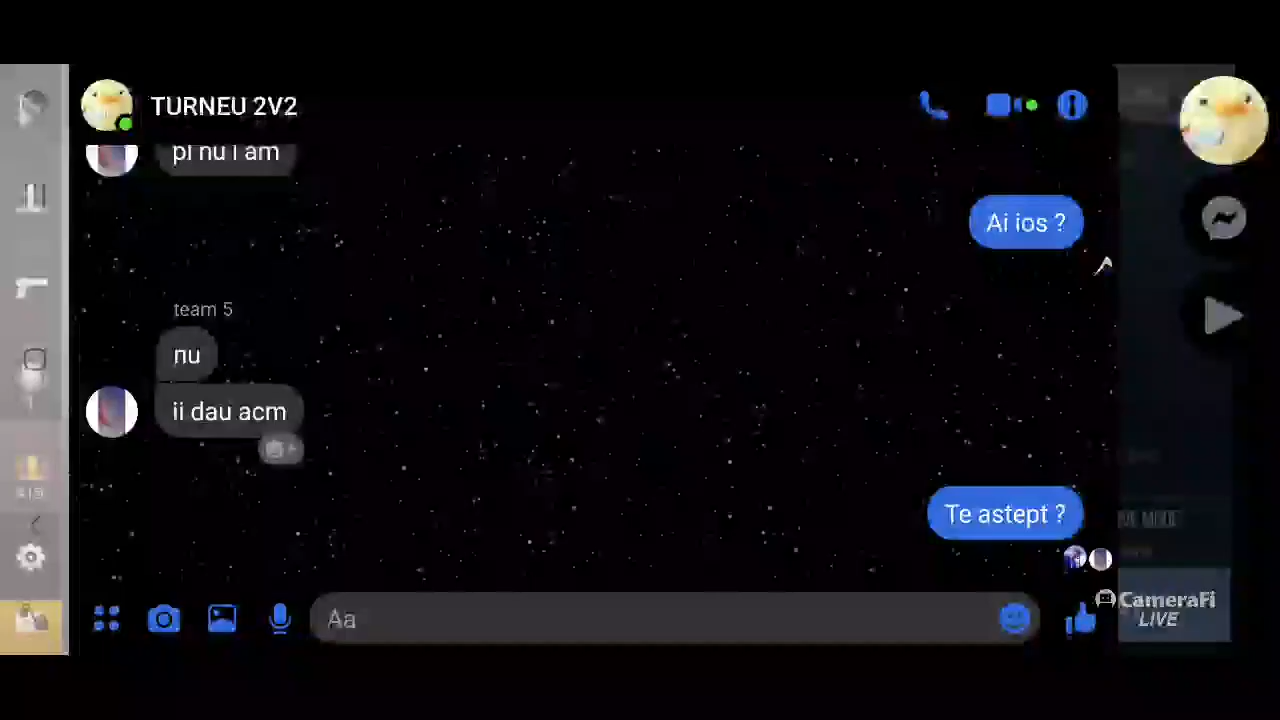 TURNEU 2V2
pl nu l am
Ai ios ?
team 5
nu
ii dau acm
Te astept ?
Aa
CameraFi
LIVE